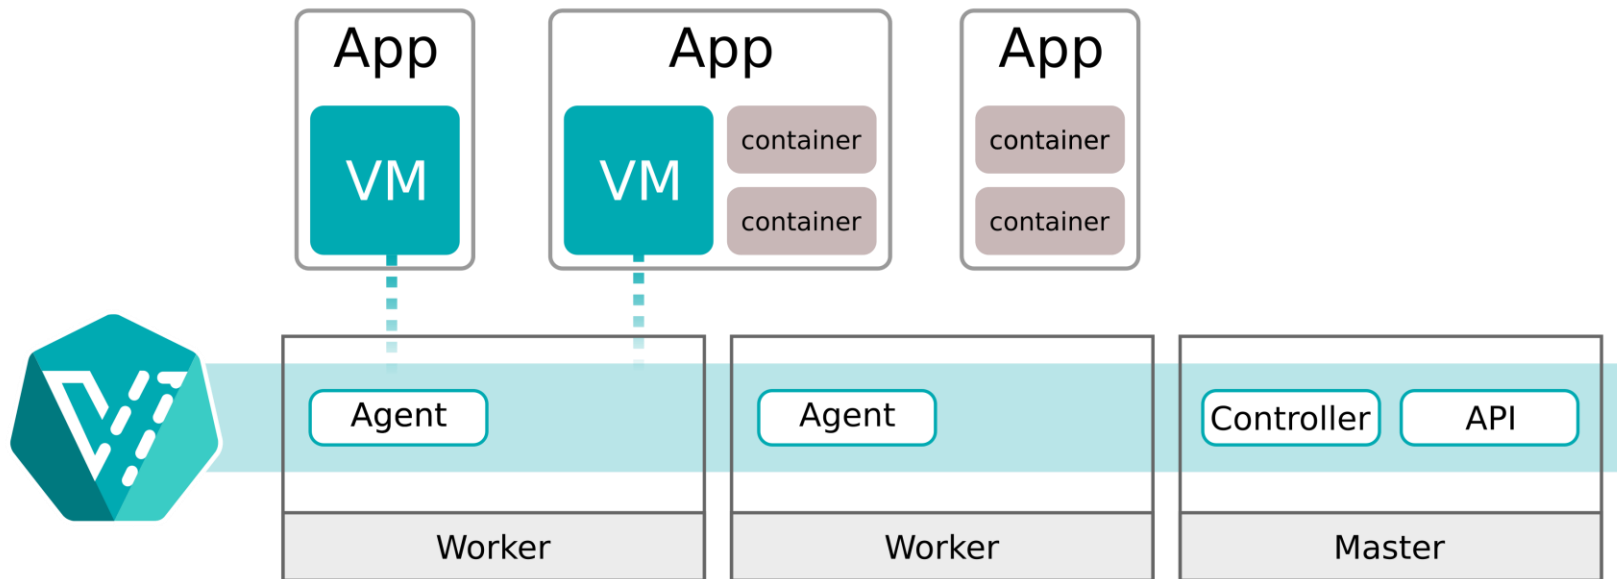 App
App
App
VM
VM
container
container
container
container
Agent
Agent
Controller
API
Worker
Worker
Master